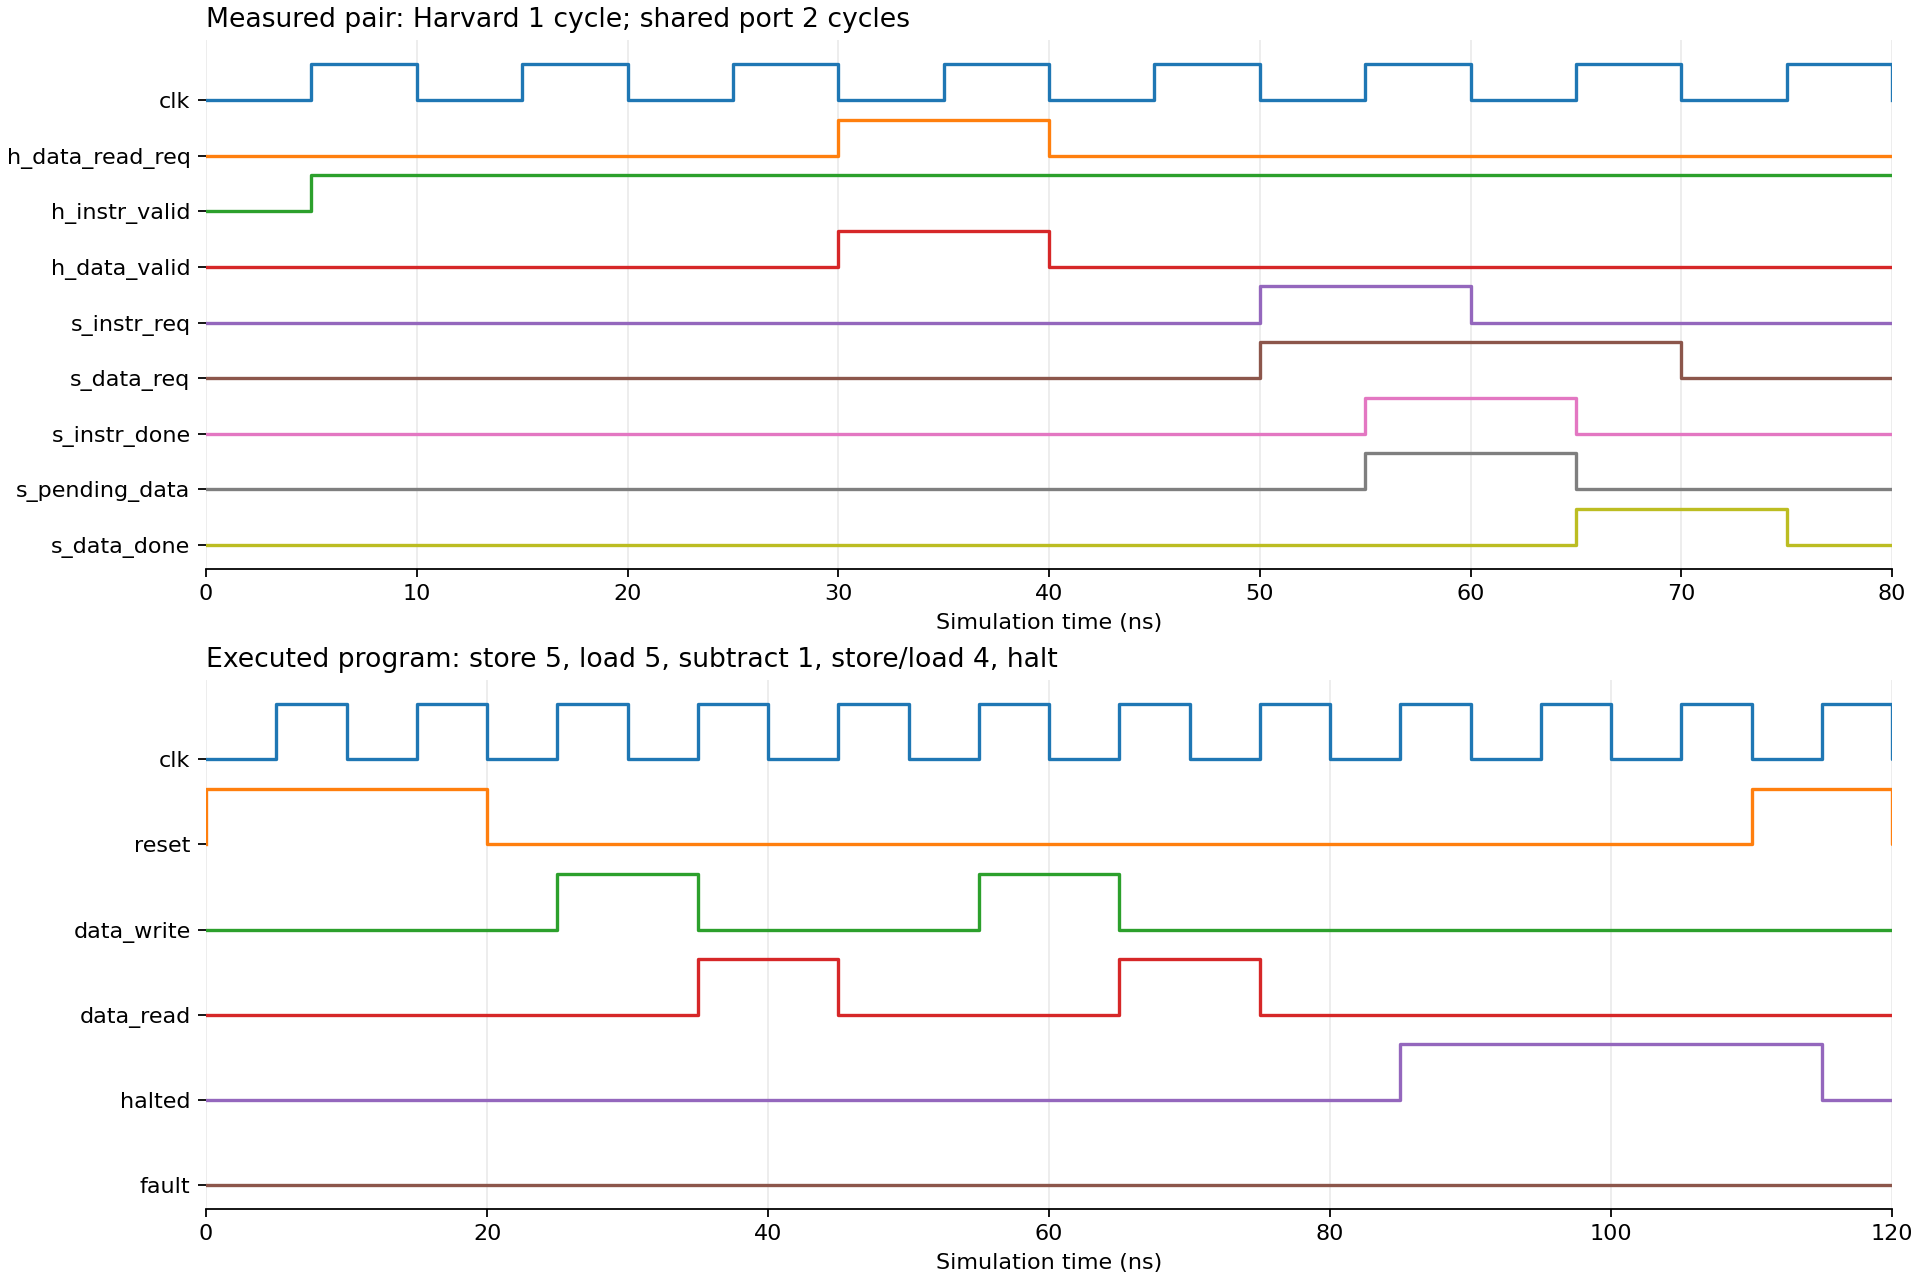 Measured pair: Harvard 1 cycle; shared port 2 cycles
clk
h_data_read_req
h_instr_valid
h_data_valid
s_instr_req
s_data_req
s_instr_done
s_pending_data
s_data_done
0 10 20 30 40 50 60 70 80
Simulation time (ns)
Executed program: store 5, load 5, subtract 1, store/load 4, halt
clk
reset
data_write
data_read
halted
fault
0 20 40 60 80 100 120
Simulation time (ns)